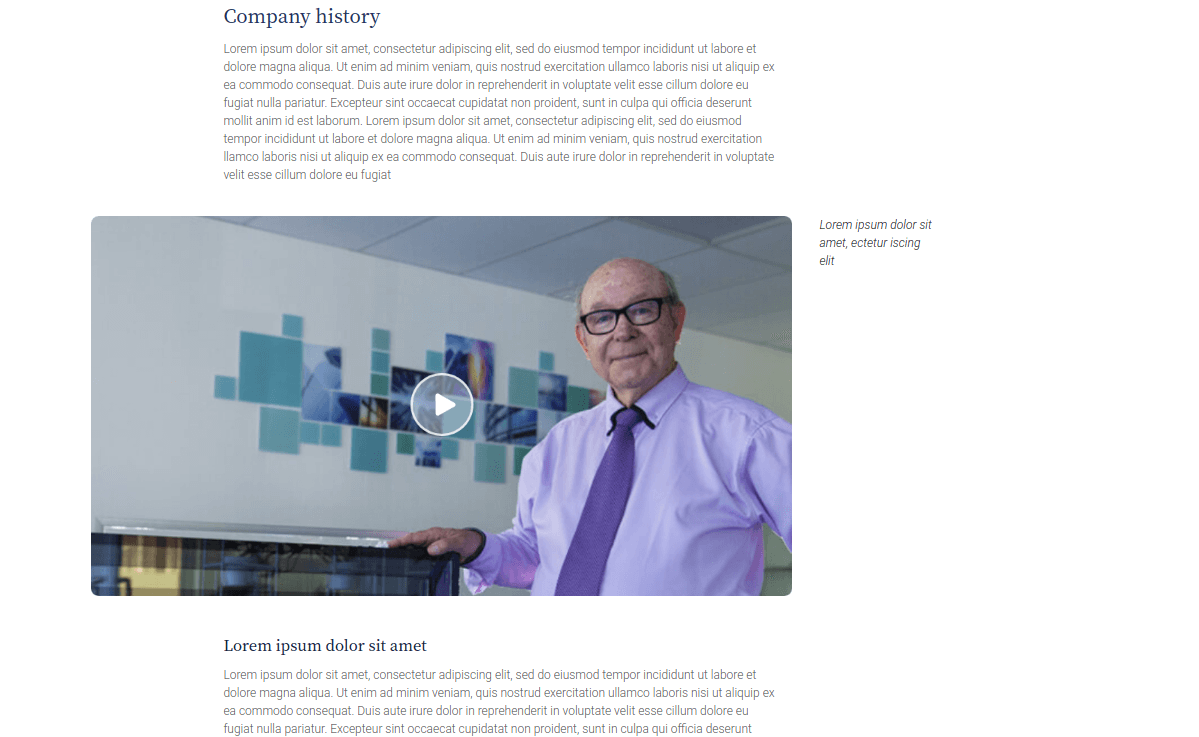 Company history
Lorem ipsum dolor sit amet, consectetur adipiscing elit, sed do eiusmod tempor incididunt ut labore et
dolore magna aliqua. Ut enim ad minim veniam, quis nostrud exercitation ullamco laboris nisi ut aliquip ex
ea commodo consequat. Duis aute irure dolor in reprehenderit in voluptate velit esse cillum dolore eu
fugiat nulla pariatur. Excepteur sint occaecat cupidatat non proident, sunt in culpa qui officia deserunt
mollit anim id est laborum. Lorem ipsum dolor sit amet, consectetur adipiscing elit, sed do eiusmod
tempor incididunt ut labore et dolore magna aliqua. Ut enim ad minim veniam, quis nostrud exercitation
llamco laboris nisi ut aliquip ex ea commodo consequat. Duis aute irure dolor in reprehenderit in voluptate
velit esse cillum dolore eu fugiat
Lorem ipsum dolor sit
amet, ectetur iscing
elit
Lorem ipsum dolor sit amet
Lorem ipsum dolor sit amet, consectetur adipiscing elit, sed do eiusmod tempor incididunt ut labore et
dolore magna aliqua. Ut enim ad minim veniam, quis nostrud exercitation ullamco laboris nisi ut aliquip ex
ea commodo consequat. Duis aute irure dolor in reprehenderit in voluptate velit esse cillum dolore eu
fugiat nulla pariatur. Excepteur sint occaecat cupidatat non proident, sunt in culpa qui officia deserunt